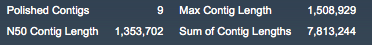 Polished Contigs 9 Max Contig Length 1,508,929
N50 Contig Length 1,353,702 Sum of Contig Lengths 7,813,244